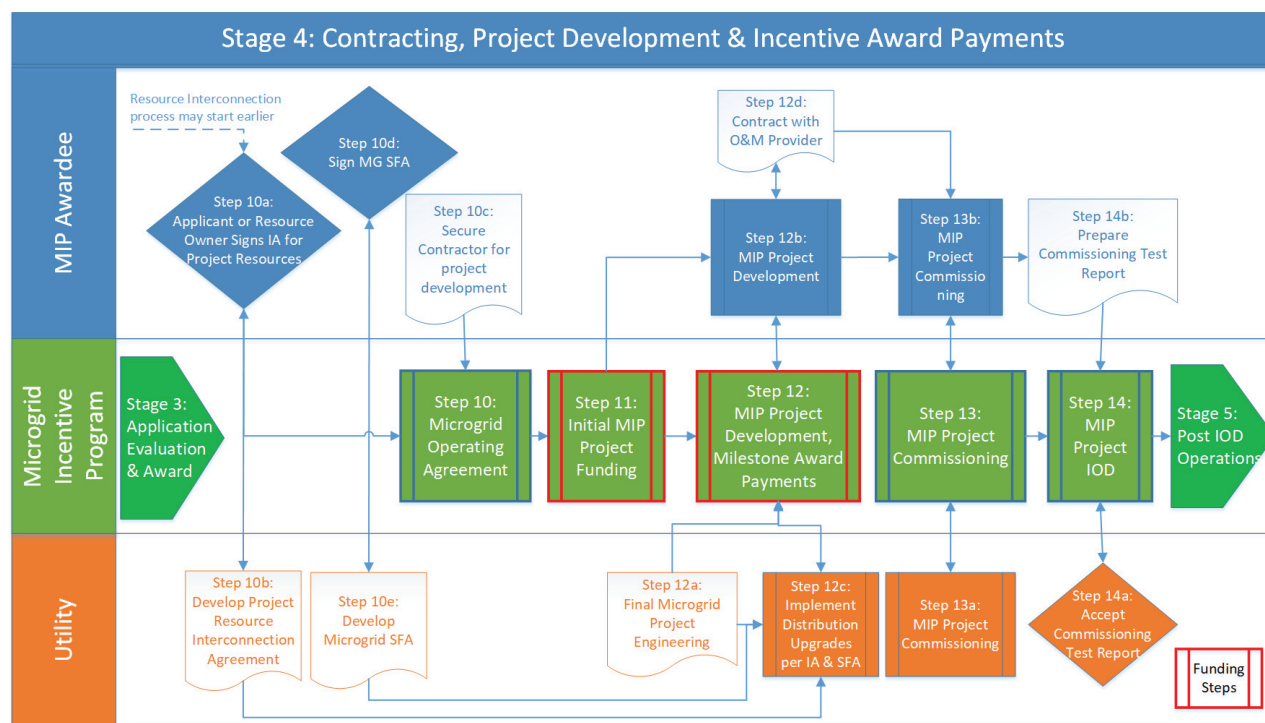 Stage 4: Contracting, Project Development & Incentive Award Payments
MIP Awardee
Resource Interconnection
process may start earlier
Step 10a:
Applicant or Resource
Owner Signs IA for
Project Resources
Step 10d:
Sign MG SFA
Step 10c:
Secure
Contractor for
project
development
Step 12d:
Contract with
O&M Provider
Step 12b:
MIP Project
Development
Step 13b:
MIP
Project
Commissio
ning
Step 14b:
Prepare
Commissioning Test
Report
Microgrid
Incentive
Program
Stage 3:
Application
Evaluation
& Award
Step 10:
Microgrid
Operating
Agreement
Step 11:
Initial MIP
Project
Funding
Step 12:
MIP Project
Development,
Milestone Award
Payments
Step 13:
MIP Project
Commissioning
Step 14:
MIP
Project
IOD
Stage 5:
Post IOD
Operations
Utility
Step 10b:
Develop Project
Resource
Interconnection
Agreement
Step 10e:
Develop
Microgrid SFA
Step 12a:
Final Microgrid
Project
Engineering
Step 12c:
Implement
Distribution
Upgrades
per IA & SFA
Step 13a:
MIP Project
Commissioning
Step 14a:
Accept
Commissioning
Test Report
Funding
Steps